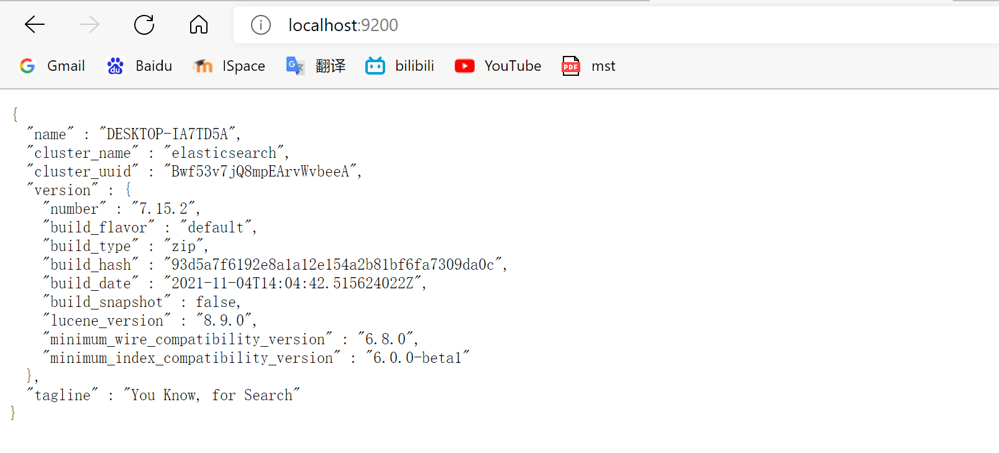 localhost:9200
Gmail Baidu ISpace 翻译 bilibili YouTube PDF mst
{
"name" : "DESKTOP-IA7TD5A",
"cluster_name" : "elasticsearch",
"cluster_uuid" : "Bwf53v7jQ8mpEArvWvbeeA",
"version" : {
"number" : "7.15.2",
"build_flavor" : "default",
"build_type" : "zip",
"build_hash" : "93d5a7f6192e8a1a12e154a2b81bf6fa7309da0c",
"build_date" : "2021-11-04T14:04:42.515624022Z",
"build_snapshot" : false,
"lucene_version" : "8.9.0",
"minimum_wire_compatibility_version" : "6.8.0",
"minimum_index_compatibility_version" : "6.0.0-beta1"
},
"tagline" : "You Know, for Search"
}